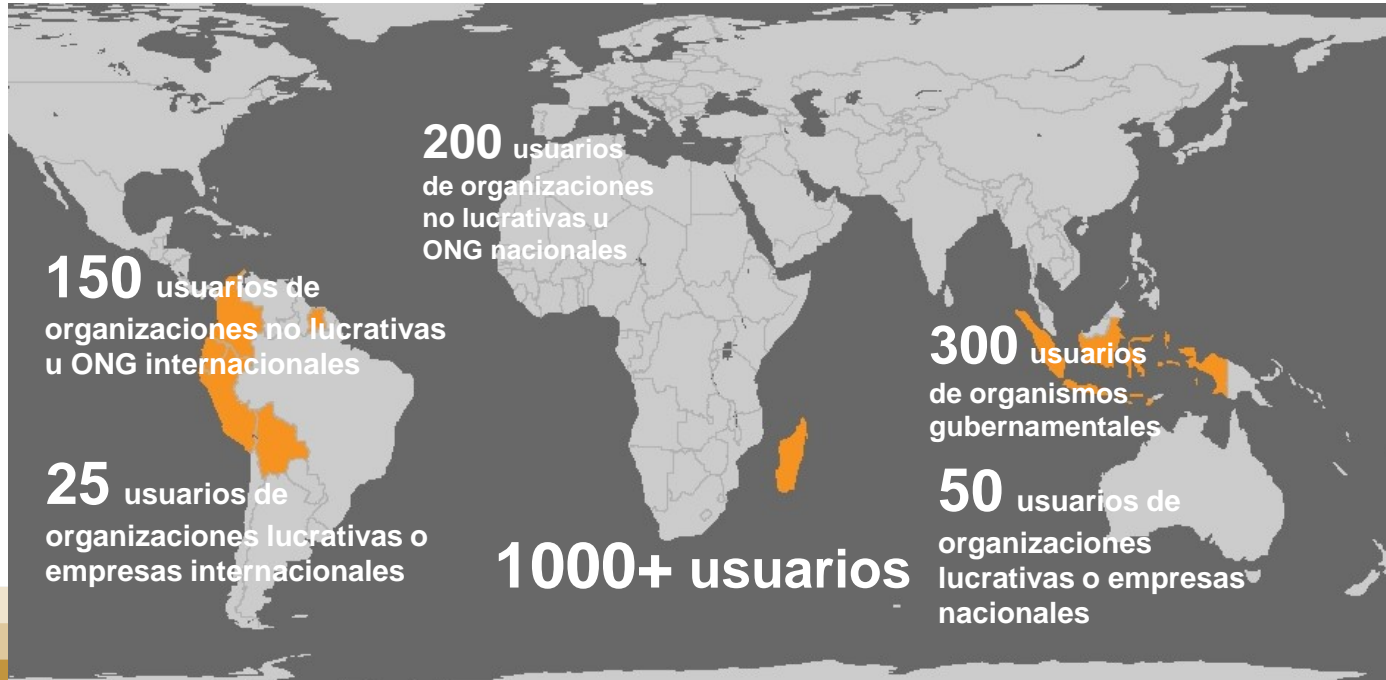 200 usuarios
de organizaciones
no lucrativas u
ONG nacionales
150 usuarios de
organizaciones no lucrativas
u ONG internacionales
300 usuarios
de organismos
gubernamentales
25 usuarios de
organizaciones lucrativas o
empresas internacionales
50 usuarios de
organizaciones
lucrativas o empresas
nacionales
1000+ usuarios